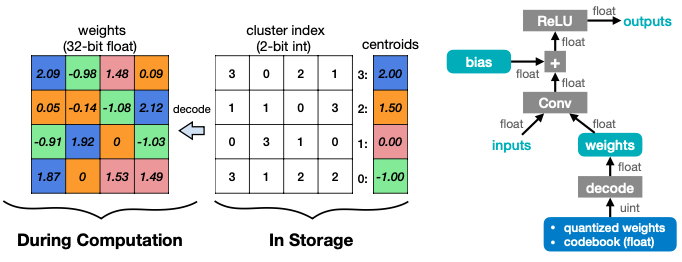 weights
(32-bit float)
cluster index
(2-bit int)
centroids
2.09 -0.98 1.48 0.09
0.05 -0.14 -1.08 2.12
-0.91 1.92 0 -1.03
1.87 0 1.53 1.49
decode
3 0 2 1
1 1 0 3
0 3 1 0
3 1 2 2
3: 2.00
2: 1.50
1: 0.00
0: -1.00
During Computation
In Storage
ReLU
float
outputs
float
bias
float
+
float
Conv
float
float
inputs
weights
float
decode
uint
• quantized weights
• codebook (float)